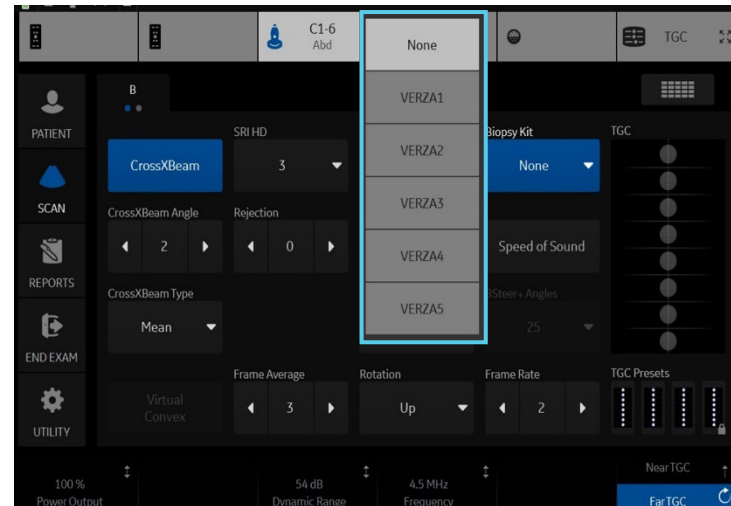 C1-6
Abd
TGC
None
VERZA1
VERZA2
VERZA3
VERZA4
VERZA5
PATIENT
SCAN
REPORTS
END EXAM
UTILITY
B
SRI HD
Biopsy Kit
TGC
CrossXBeam
3
None
CrossXBeam Angle
Rejection
2
0
Speed of Sound
CrossXBeam Type
BSteer+ Angles
Mean
25
Frame Average
Rotation
Frame Rate
TGC Presets
Virtual
Convex
3
Up
2
100 %
Power Output
54 dB
Dynamic Range
4.5 MHz
Frequency
Near TGC
Far TGC